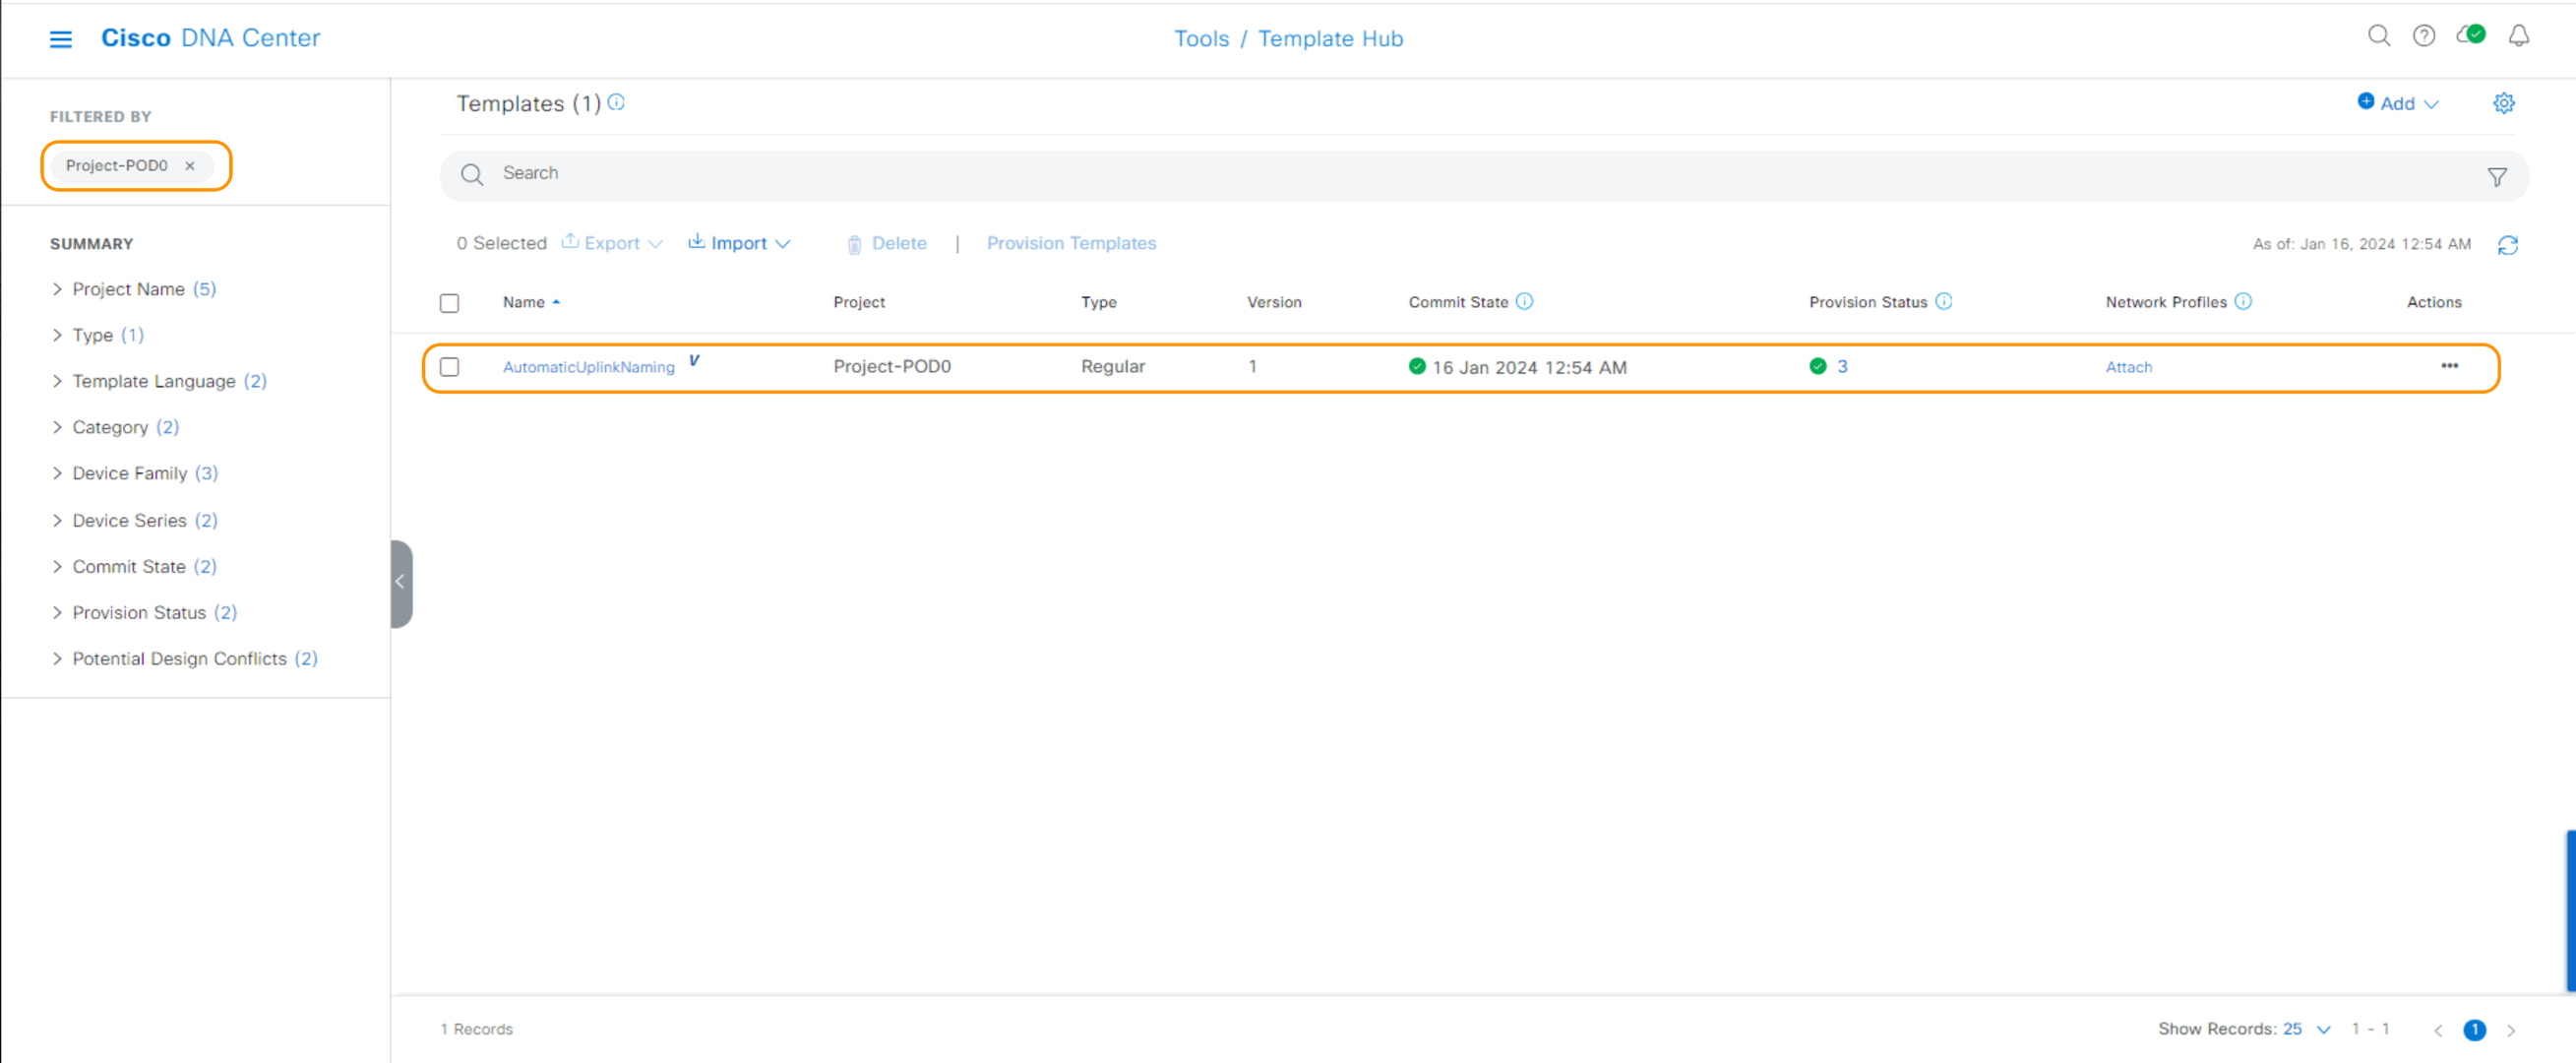 Cisco DNA Center
Tools / Template Hub
FILTERED BY
Project-POD0 ×
SUMMARY
Project Name (5)
Type (1)
Template Language (2)
Category (2)
Device Family (3)
Device Series (2)
Commit State (2)
Provision Status (2)
Potential Design Conflicts (2)
Templates (1)
Add
Search
0 Selected Export Import Delete | Provision Templates As of: Jan 16, 2024 12:54 AM
Name Project Type Version Commit State Provision Status Network Profiles Actions
AutomaticUplinkNaming V Project-POD0 Regular 1 16 Jan 2024 12:54 AM 3 Attach •••
1 Records
Show Records: 25 1 - 1 < 1 >